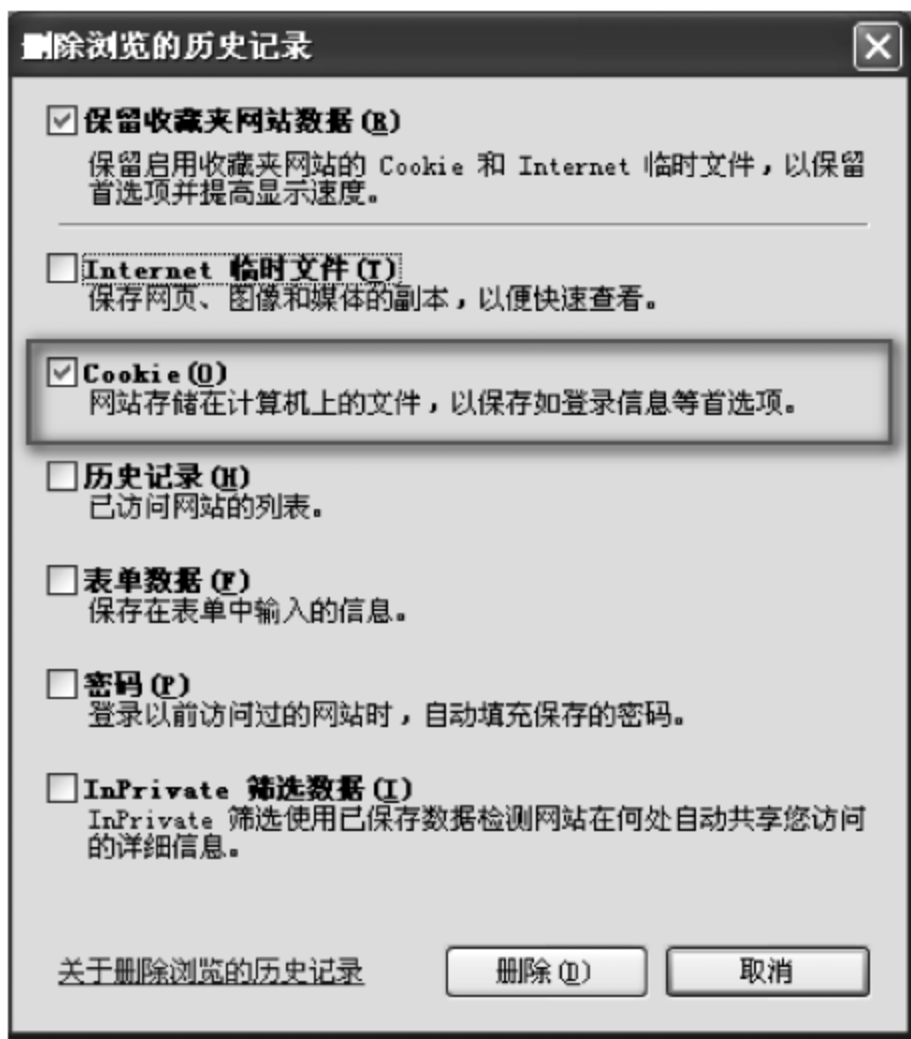 删除浏览的历史记录
保留收藏夹网站数据(R)
保留启用收藏夹网站的 Cookie 和 Internet 临时文件，以保留
首选项并提高显示速度。
Internet 临时文件(T)
保存网页、图像和媒体的副本，以便快速查看。
Cookie(O)
网站存储在计算机上的文件，以保存如登录信息等首选项。
历史记录(H)
已访问网站的列表。
表单数据(F)
保存在表单中输入的信息。
密码(P)
登录以前访问过的网站时，自动填充保存的密码。
InPrivate 筛选数据(I)
InPrivate 筛选使用已保存数据检测网站在何处自动共享您访问
的详细信息。
关于删除浏览的历史记录 删除(D) 取消